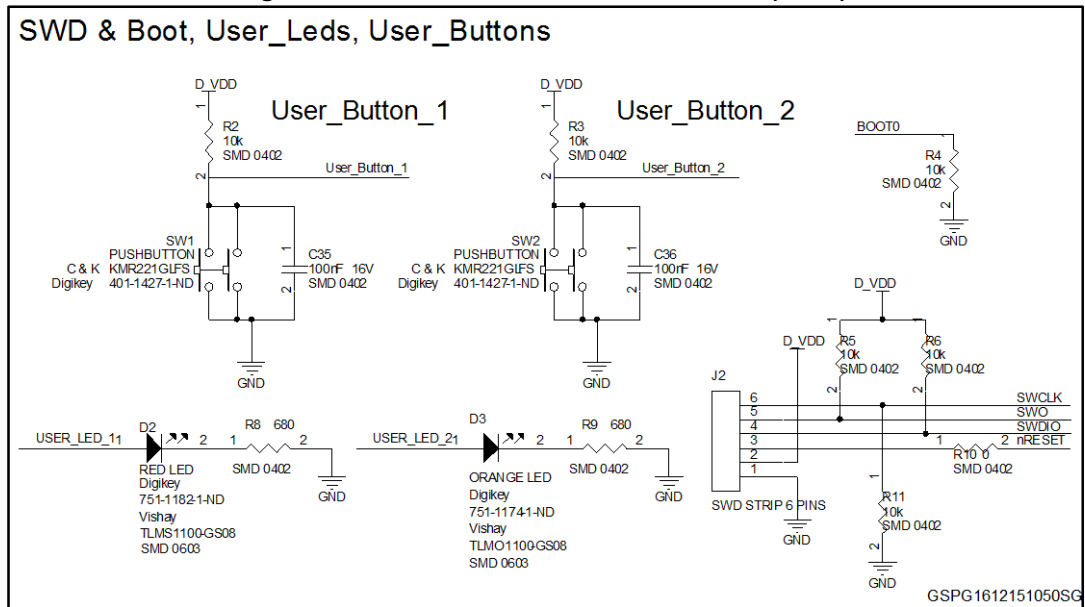 SWD & Boot, User_Leds, User_Buttons
D_VDD
1
R2
10k
SMD 0402
2
User_Button_1
User_Button_1
SW1
PUSHBUTTON
C & K KMR221GLFS
Digikey 401-1427-1-ND
1
C35
100nF 16V
2
SMD 0402
GND
D_VDD
1
R3
10k
SMD 0402
2
User_Button_2
User_Button_2
SW2
PUSHBUTTON
C & K KMR221GLFS
Digikey 401-1427-1-ND
1
C36
100nF 16V
2
SMD 0402
GND
BOOT0
1
R4
10k
SMD 0402
2
GND
USER_LED_1
1
D2
2
RED LED
Digikey
751-1182-1-ND
Vishay
TLMS1100-GS08
SMD 0603
R8 680
1 2
SMD 0402
GND
USER_LED_2
1
D3
2
ORANGE LED
Digikey
751-1174-1-ND
Vishay
TLMO1100-GS08
SMD 0603
R9 680
1 2
SMD 0402
GND
D_VDD
D_VDD
1
R5
10k
SMD 0402
2
1
R6
10k
SMD 0402
2
J2
6
5
4
3
2
1
SWD STRIP 6 PINS
GND
SWCLK
SWO
SWDIO
nRESET
1 2
R10 0
SMD 0402
1
R11
10k
SMD 0402
2
GND
GSPG1612151050SG